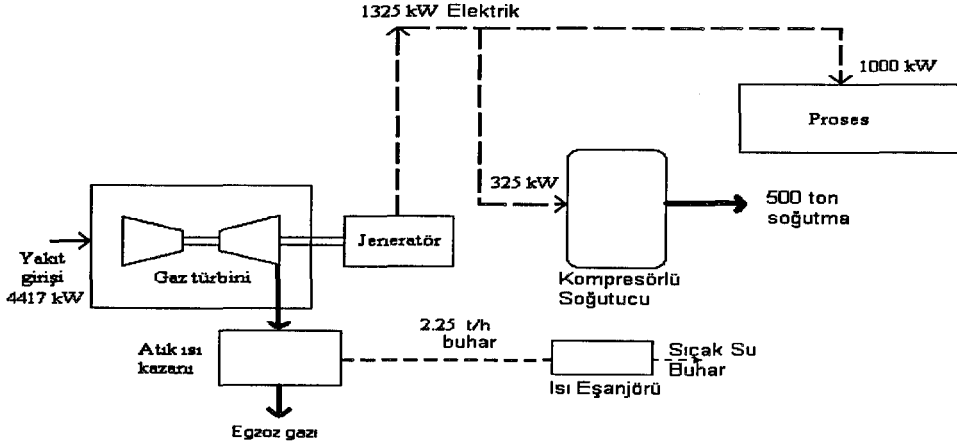 1325 kW Elektrik
1000 kW
Proses
325 kW
500 ton
soğutma
Jeneratör
Yakıt
girişi
4417 kW
Gaz türbini
Kompresörlü
Soğutucu
2.25 t/h
buhar
Atık ısı
kazanı
Sıcak Su
Buhar
Isı Eşanjörü
Egzoz gazı